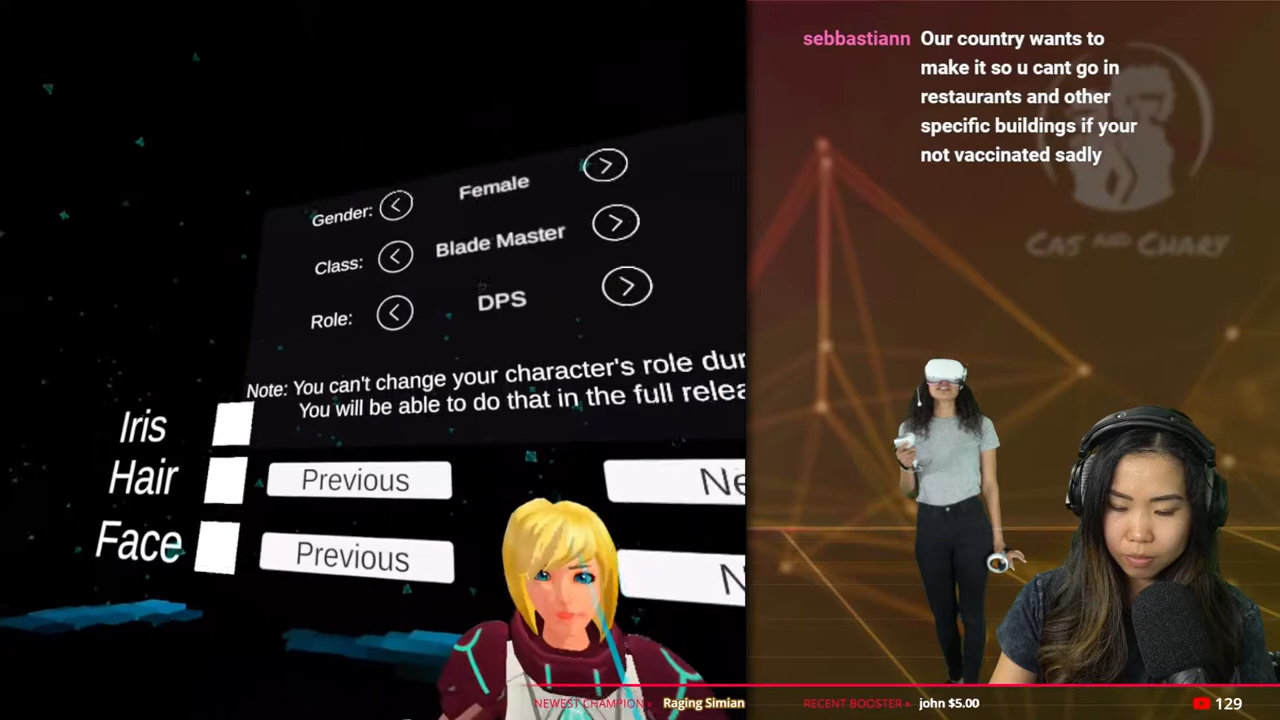 Gender: < Female >
Class: < Blade Master >
Role: < DPS >
Note: You can't change your character's role dur
You will be able to do that in the full relea
Iris
Hair Previous Ne
Face Previous N
sebbastiann Our country wants to
make it so u cant go in
restaurants and other
specific buildings if your
not vaccinated sadly
CAS AND CHARY
NEWEST CHAMPION » Raging Simian
RECENT BOOSTER » john $5.00
129